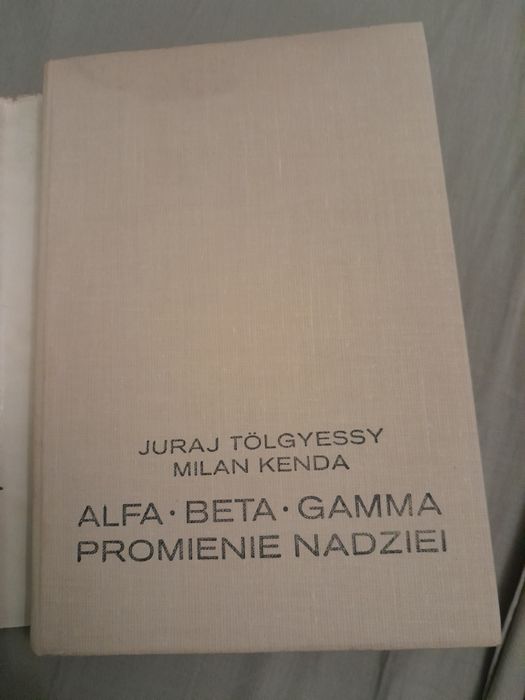 JURAJ TÖLGYESSY
MILAN KENDA
ALFA · BETA · GAMMA
PROMIENIE NADZIEI